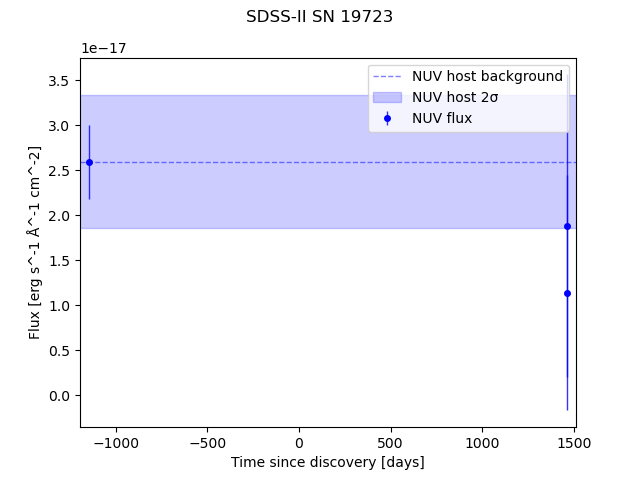 SDSS-II SN 19723
1e−17
NUV host background
NUV host 2σ
NUV flux
3.5
3.0
2.5
2.0
1.5
1.0
0.5
0.0
Flux [erg s^-1 Å^-1 cm^-2]
−1000
−500
0
500
1000
1500
Time since discovery [days]